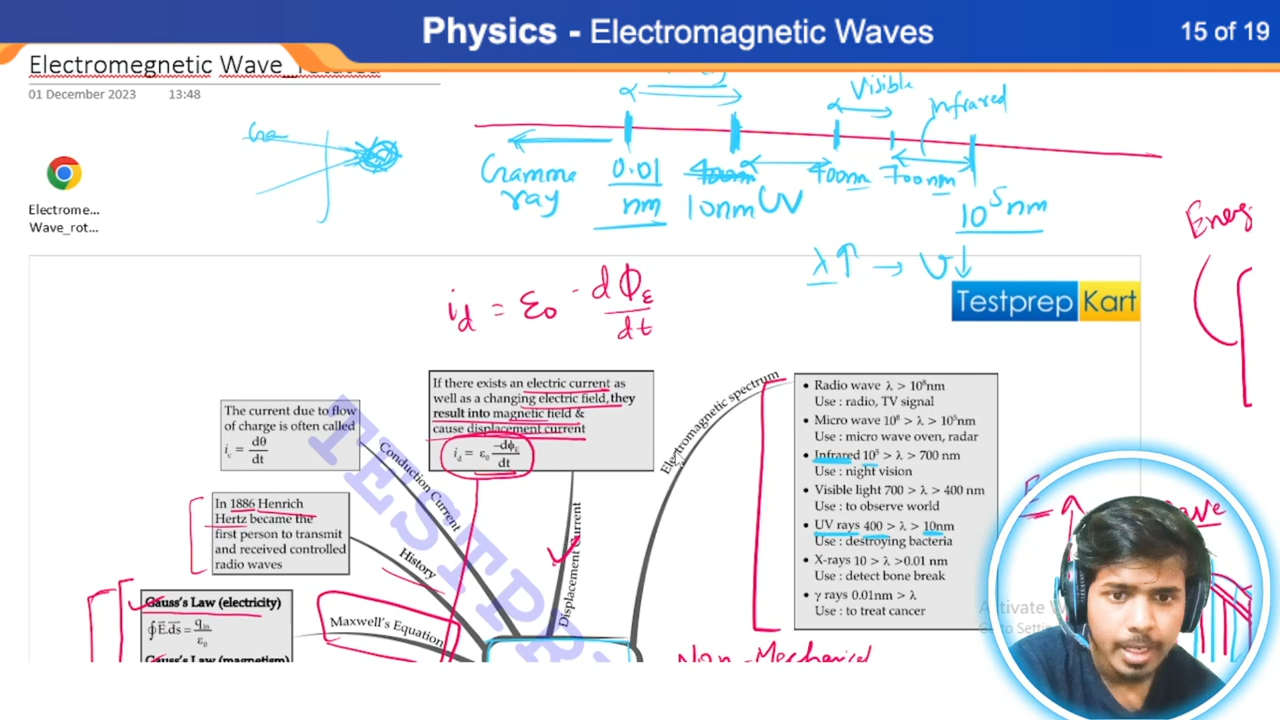 Physics - Electromagnetic Waves
15 of 19
Electromegnetic Wave_rotated
01 December 2023 13:48
Electrome...
Wave_rot...
Visible
Infrared
Gramme
ray
0.01
nm
10nm
UV
400nm
700nm
10⁵nm
λ↑ → ν↓
i_d = ε₀ -dΦ_E/dt
Testprep Kart
The current due to flow
of charge is often called
i_c = dθ/dt
If there exists an electric current as
well as a changing electric field, they
result into magnetic field &
cause displacement current
i_d = ε₀ -dϕ_E/dt
Electromagnetic spectrum
• Radio wave λ > 10⁸nm
Use : radio, TV signal
• Micro wave 10⁸ > λ > 10⁵nm
Use : micro wave oven, radar
• Infrared 10⁵ > λ > 700 nm
Use : night vision
• Visible light 700 > λ > 400 nm
Use : to observe world
• UV rays 400 > λ > 10nm
Use : destroying bacteria
• X-rays 10 > λ >0.01 nm
Use : detect bone break
• γ rays 0.01nm > λ
Use : to treat cancer
Conduction Current
Displacement Current
In 1886 Henrich
Hertz became the
first person to transmit
and received controlled
radio waves
History
Maxwell's Equation
Gauss's Law (electricity)
∮E⃗.ds⃗ = q_in/ε₀
Gauss's Law (magnetism)
Non-Mechanical